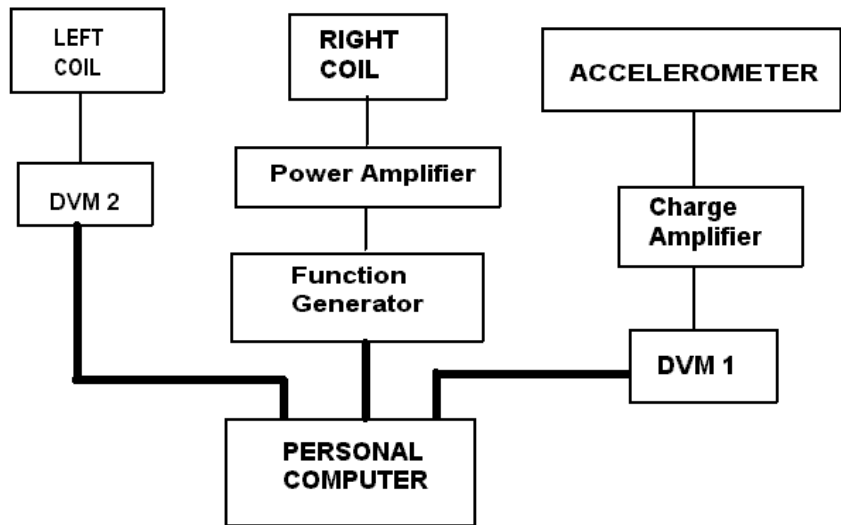 LEFT
COIL
RIGHT
COIL
ACCELEROMETER
DVM 2
Power Amplifier
Charge
Amplifier
Function
Generator
DVM 1
PERSONAL
COMPUTER